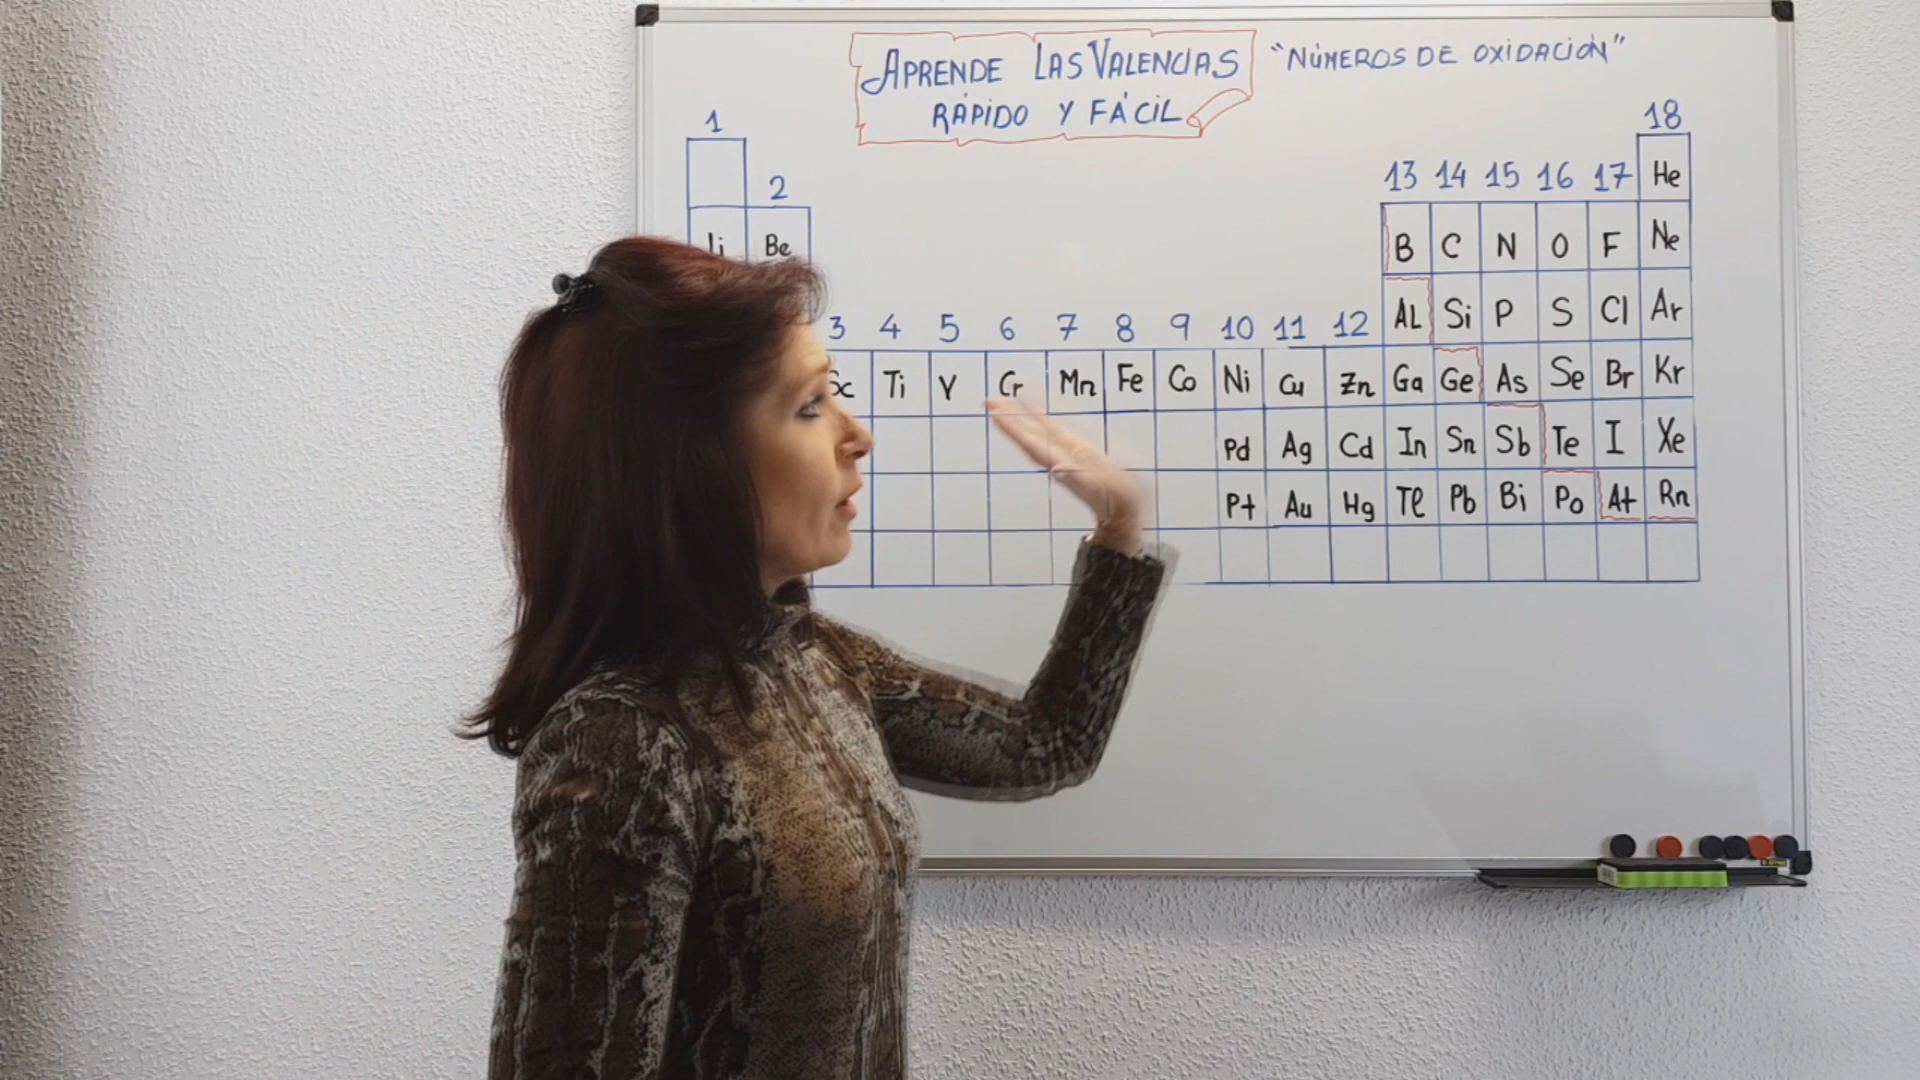 APRENDE LAS VALENCIAS "NÚMEROS DE OXIDACIÓN"
RÁPIDO Y FÁCIL
1 18
2 13 14 15 16 17 He
Li Be B C N O F Ne
3 4 5 6 7 8 9 10 11 12 AL Si P S Cl Ar
Sc Ti V Cr Mn Fe Co Ni Cu Zn Ga Ge As Se Br Kr
Pd Ag Cd In Sn Sb Te I Xe
Pt Au Hg Tl Pb Bi Po At Rn